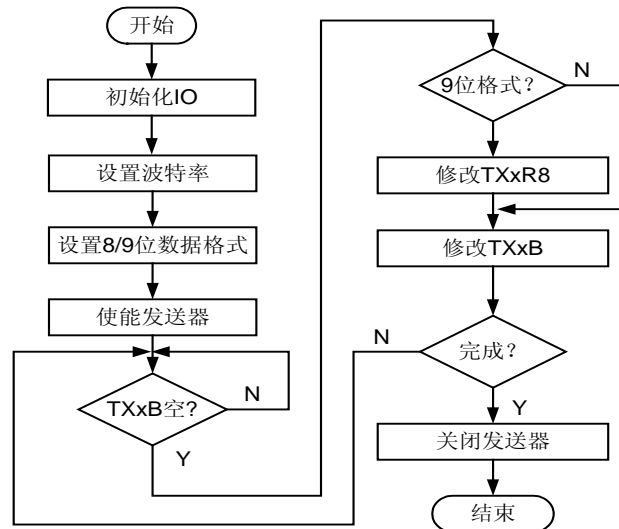 开始
初始化IO
设置波特率
设置8/9位数据格式
使能发送器
TXxB空?
N
Y
9位格式?
N
修改TXxR8
修改TXxB
完成?
N
Y
关闭发送器
结束